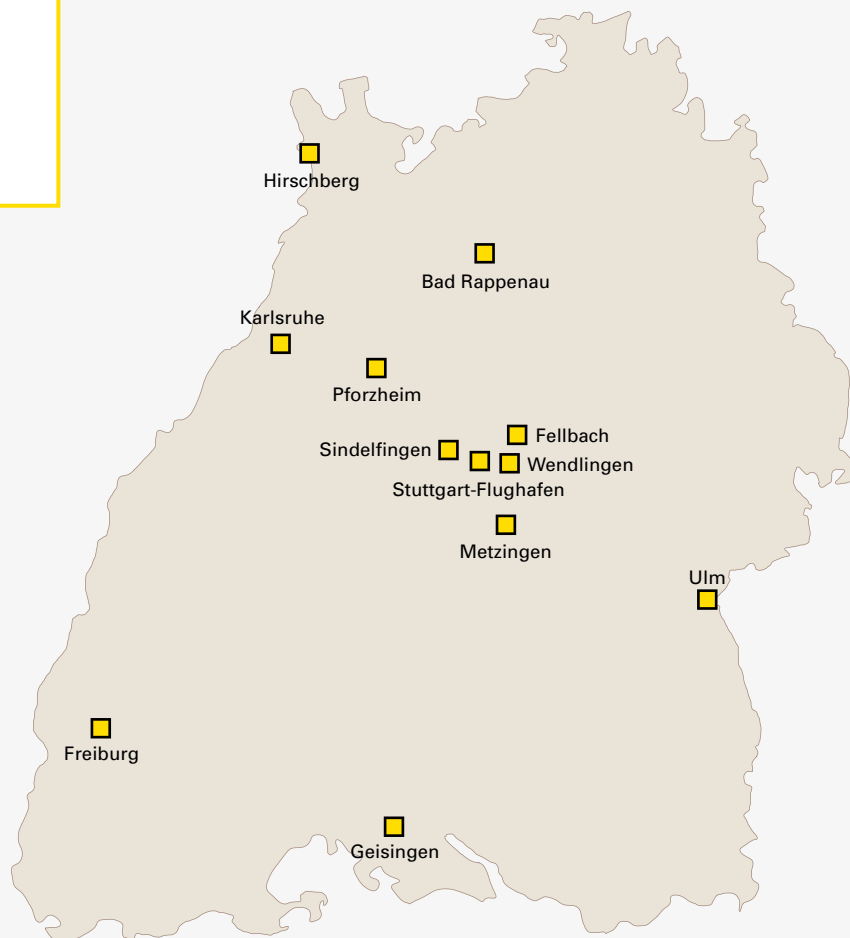 Hirschberg
Bad Rappenau
Karlsruhe
Pforzheim
Fellbach
Sindelfingen
Wendlingen
Stuttgart-Flughafen
Metzingen
Ulm
Freiburg
Geisingen